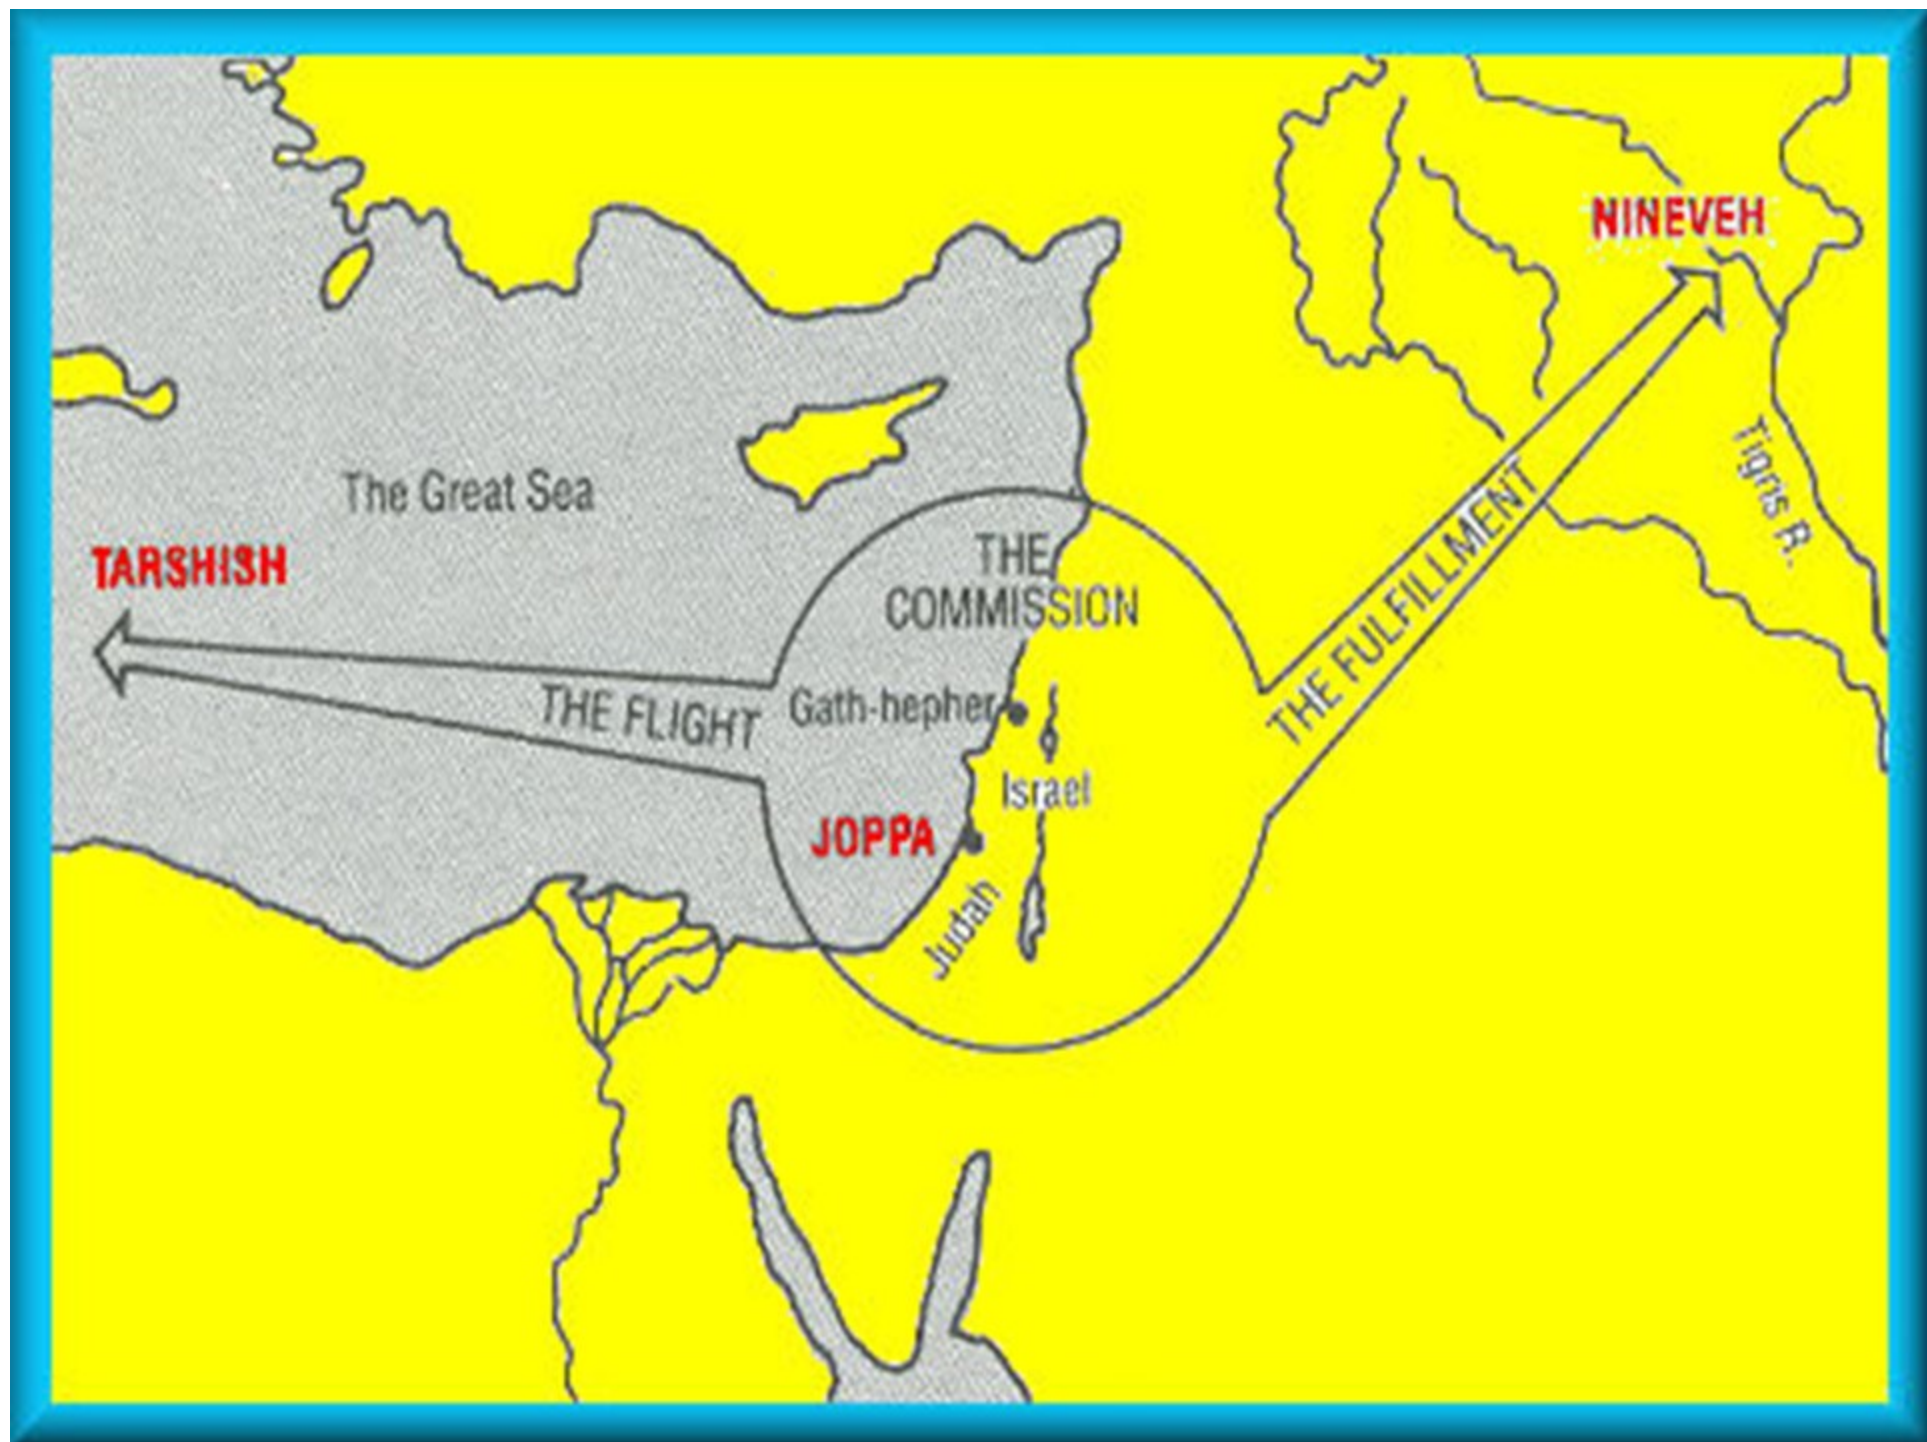 NINEVEH
The Great Sea
Tigris R.
TARSHISH
THE
COMMISSION
THE FULFILLMENT
THE FLIGHT
Gath-hepher
Israel
JOPPA
Judah